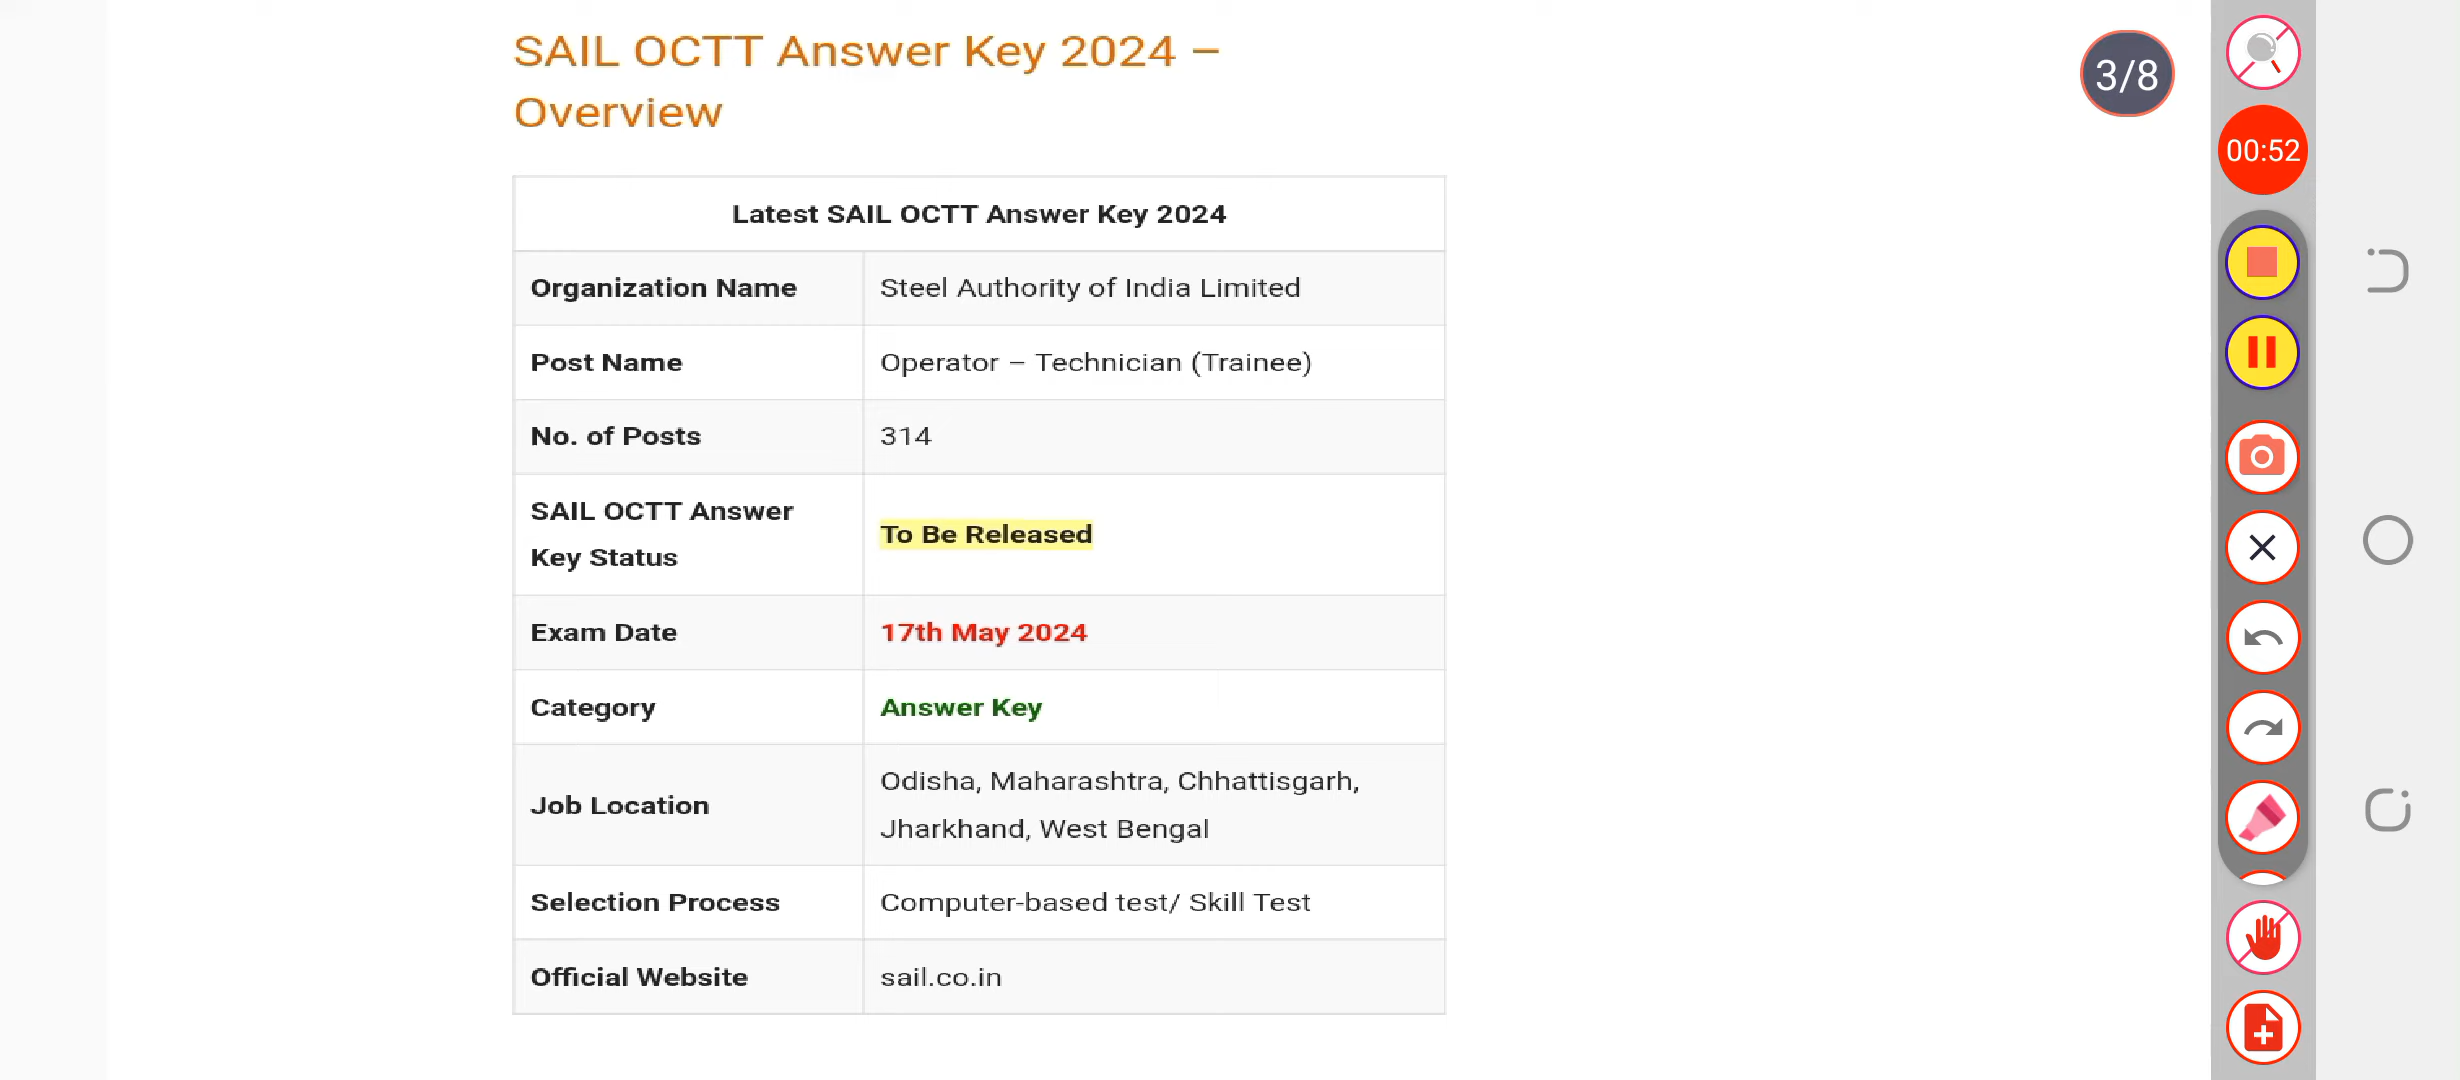 SAIL OCTT Answer Key 2024 –
Overview
3/8
00:52
Latest SAIL OCTT Answer Key 2024
Organization Name Steel Authority of India Limited
Post Name Operator – Technician (Trainee)
No. of Posts 314
SAIL OCTT Answer
Key Status
To Be Released
Exam Date 17th May 2024
Category Answer Key
Job Location
Odisha, Maharashtra, Chhattisgarh,
Jharkhand, West Bengal
Selection Process Computer-based test/ Skill Test
Official Website sail.co.in